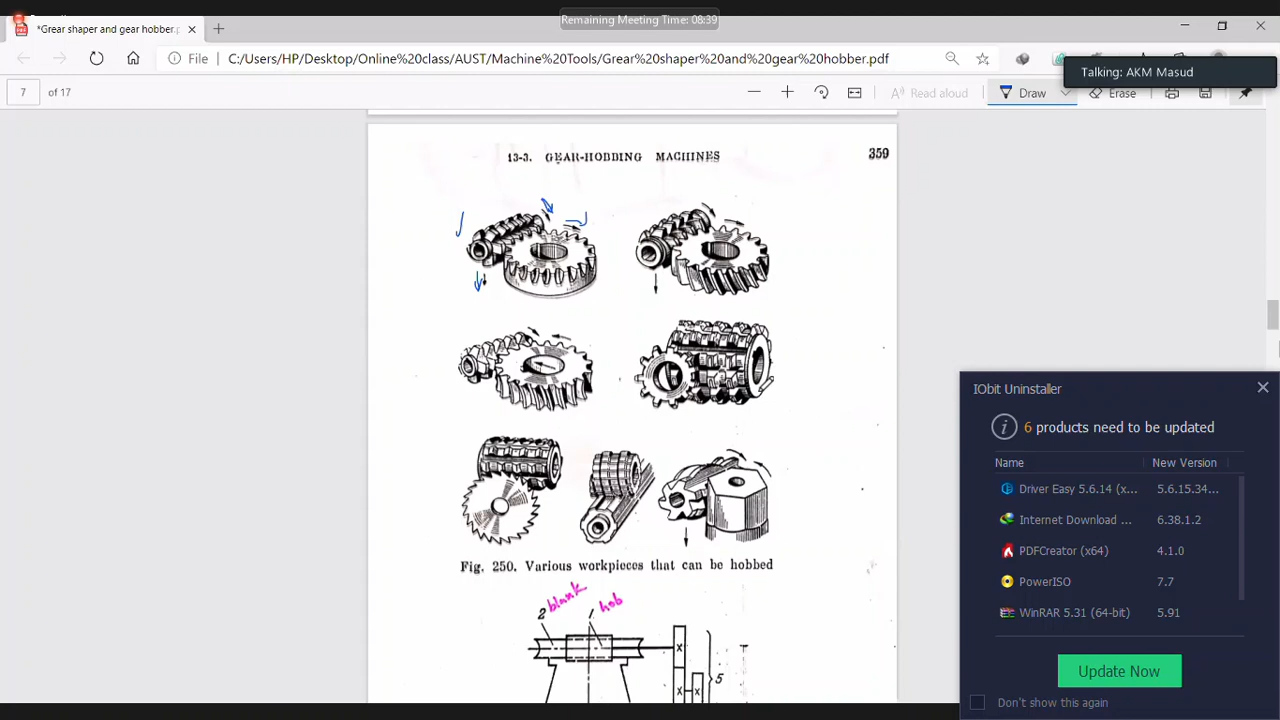 Remaining Meeting Time: 08:39
*Grear shaper and gear hobber.p
File
C:/Users/HP/Desktop/Online%20class/AUST/Machine%20Tools/Grear%20shaper%20and%20gear%20hobber.pdf
Talking: AKM Masud
7 of 17
Read aloud
Draw
Erase
13-3. GEAR-HOBBING MACHINES
359
Fig. 250. Various workpieces that can be hobbed
blank
hob
2
1
x
x
x
5
IObit Uninstaller
6 products need to be updated
Name New Version
Driver Easy 5.6.14 (x... 5.6.15.34...
Internet Download ... 6.38.1.2
PDFCreator (x64) 4.1.0
PowerISO 7.7
WinRAR 5.31 (64-bit) 5.91
Update Now
Don't show this again